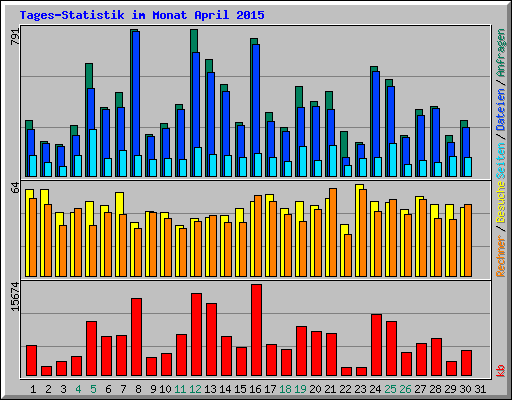 Tages-Statistik im Monat April 2015
791
64
15674
Rechner / Besuche Seiten / Dateien / Anfragen
kb
1 2 3 4 5 6 7 8 9 10 11 12 13 14 15 16 17 18 19 20 21 22 23 24 25 26 27 28 29 30 31